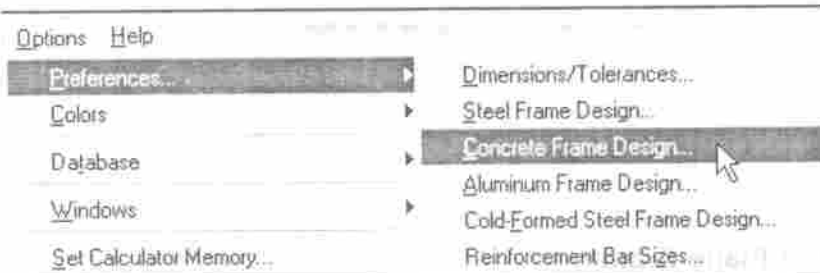 Options Help
Preferences...
Colors
Database
Windows
Set Calculator Memory...
Dimensions/Tolerances...
Steel Frame Design...
Concrete Frame Design...
Aluminum Frame Design...
Cold-Formed Steel Frame Design...
Reinforcement Bar Sizes...